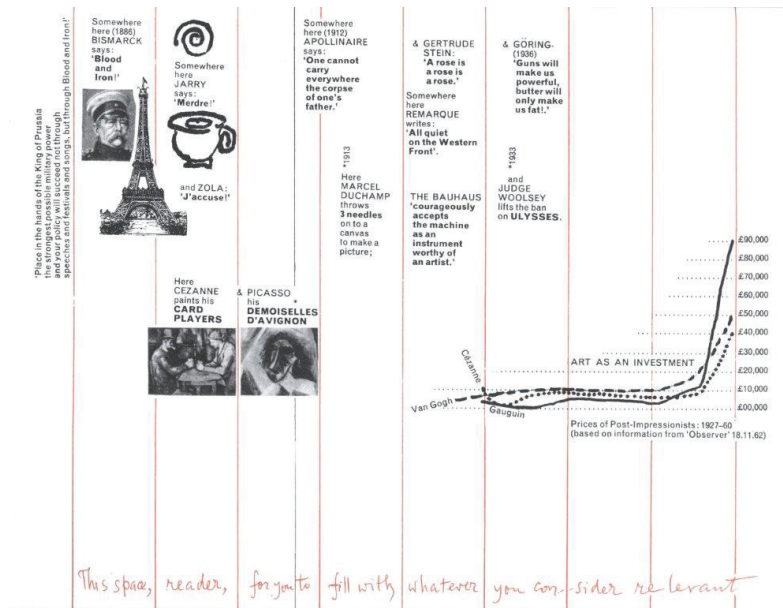 'Place in the hands of the King of Prussia
the strongest possible military power
and your policy will succeed not through
speeches and festivals and songs, but through Blood and Iron!'
Somewhere
here (1886)
BISMARCK
says:
'Blood
and
Iron!'
Somewhere
here
JARRY
says:
'Merdre!'
and ZOLA:
'J'accuse!'
Here
CEZANNE
paints his
CARD
PLAYERS
& PICASSO
his *
DEMOISELLES
D'AVIGNON
Somewhere
here (1912)
APOLLINAIRE
says:
'One cannot
carry
everywhere
the corpse
of one's
father.'
*1913
Here
MARCEL
DUCHAMP
throws
3 needles
on to a
canvas
to make a
picture;
& GERTRUDE
STEIN:
'A rose is
a rose is
a rose.'
Somewhere
here
REMARQUE
writes:
'All quiet
on the Western
Front'.
THE BAUHAUS
'courageously
accepts
the machine
as an
instrument
worthy of
an artist.'
& GÖRING.
(1936)
'Guns will
make us
powerful,
butter will
only make
us fat!.'
*1933
and
JUDGE
WOOLSEY
lifts the ban
on ULYSSES.
£90,000
£80,000
£70,000
£60,000
£50,000
£40,000
£30,000
£20,000
£10,000
£00,000
ART AS AN INVESTMENT
Cézanne
Van Gogh
Gauguin
Prices of Post-Impressionists: 1927–60
(based on information from 'Observer' 18.11.62)
This space, reader, for you to fill with whatever you con-sider relevant